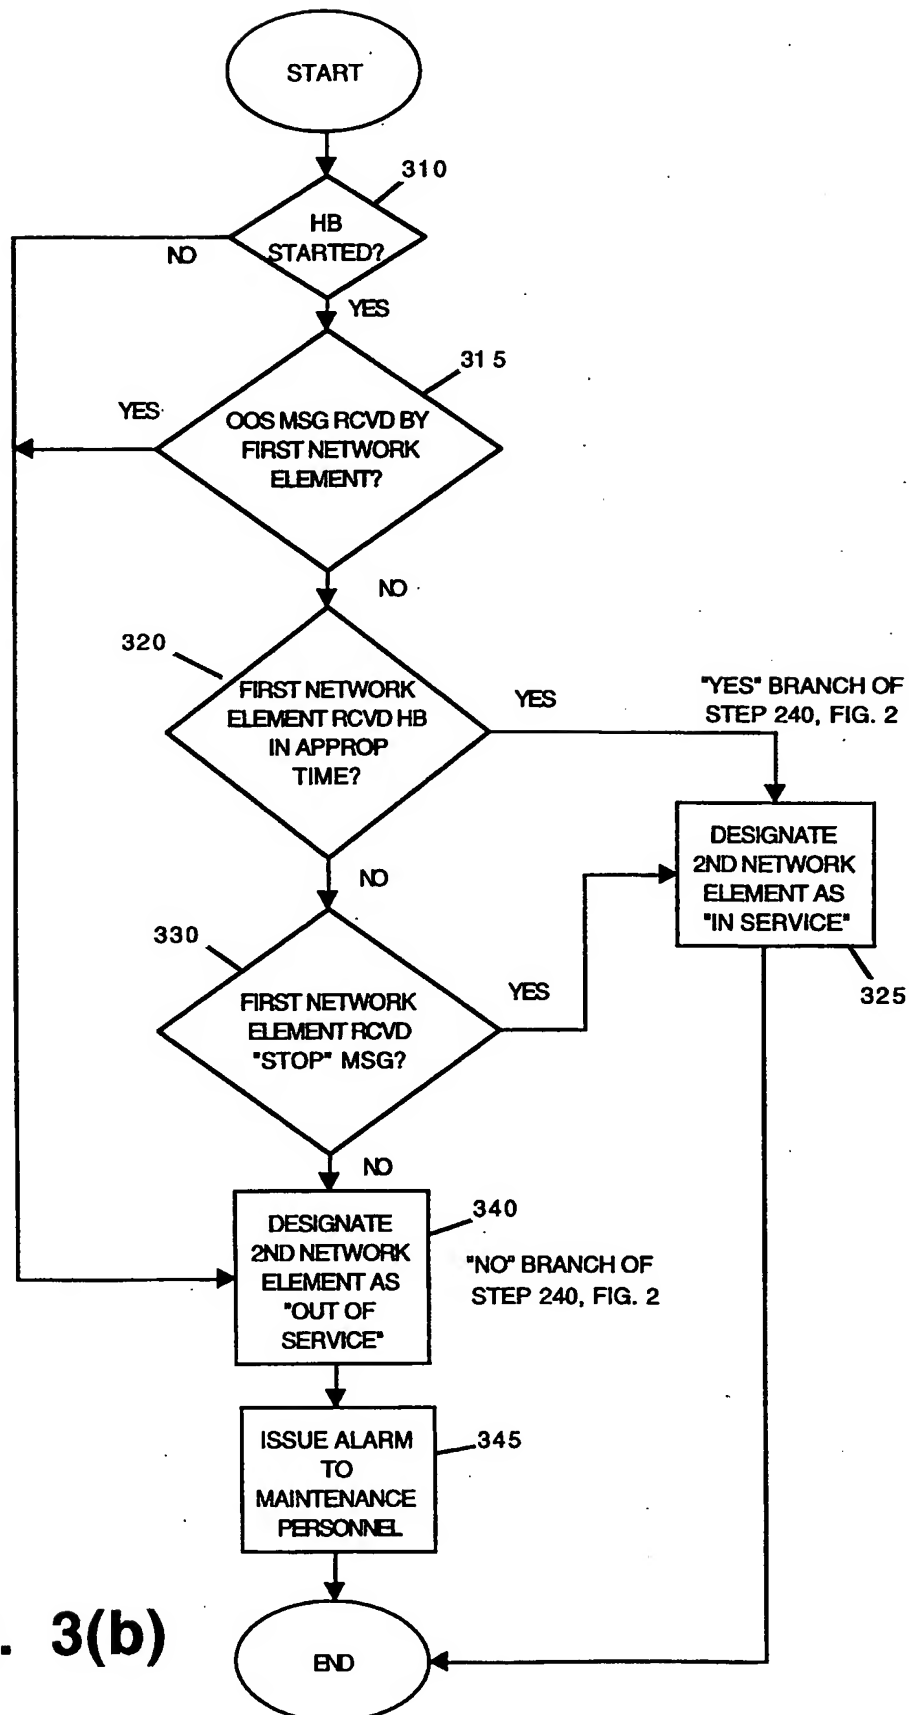 START
310
HB
STARTED?
NO
YES
315
YES
OOS MSG RCVD BY
FIRST NETWORK
ELEMENT?
NO
320
FIRST NETWORK
ELEMENT RCVD HB
IN APPROP
TIME?
YES
"YES" BRANCH OF
STEP 240, FIG. 2
DESIGNATE
2ND NETWORK
ELEMENT AS
"IN SERVICE"
325
NO
330
FIRST NETWORK
ELEMENT RCVD
"STOP" MSG?
YES
NO
340
DESIGNATE
2ND NETWORK
ELEMENT AS
"OUT OF
SERVICE"
"NO" BRANCH OF
STEP 240, FIG. 2
345
ISSUE ALARM
TO
MAINTENANCE
PERSONNEL
. 3(b)
END